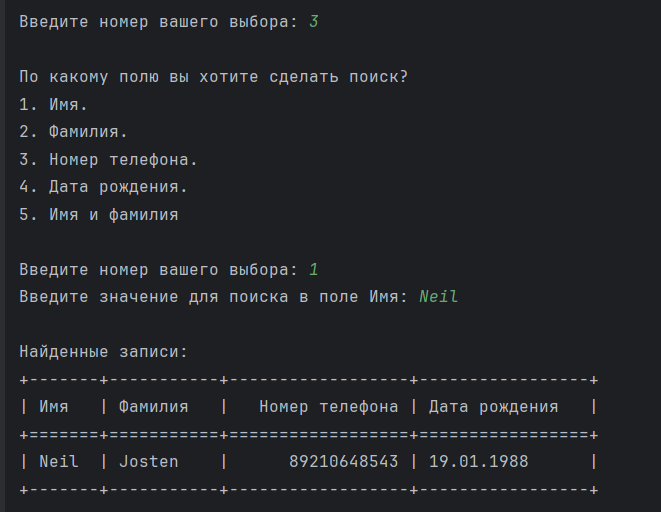 Введите номер вашего выбора: 3
По какому полю вы хотите сделать поиск?
1. Имя.
2. Фамилия.
3. Номер телефона.
4. Дата рождения.
5. Имя и фамилия
Введите номер вашего выбора: 1
Введите значение для поиска в поле Имя: Neil
Найденные записи:
+-------+-----------+------------------+-----------------+
| Имя   | Фамилия   |   Номер телефона | Дата рождения   |
+=======+===========+==================+=================+
| Neil  | Josten    |      89210648543 | 19.01.1988      |
+-------+-----------+------------------+-----------------+